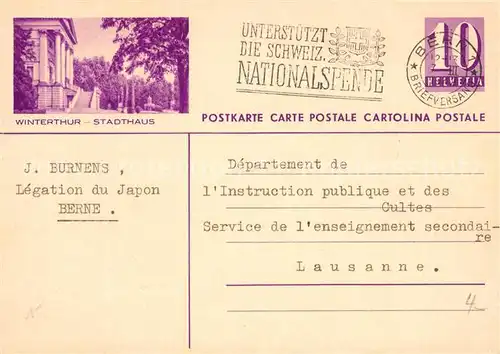 UNTERSTÜTZT
DIE SCHWEIZ.
NATIONALSPENDE
BERN
BRIEFVERSAND
10
HELVETIA
WINTERTHUR – STADTHAUS
POSTKARTE CARTE POSTALE CARTOLINA POSTALE
J. BURNENS ,
Légation du Japon
BERNE .
Département de
l'Instruction publique et des
Cultes
Service de l'enseignement secondai-
re
Lausanne.
4.-